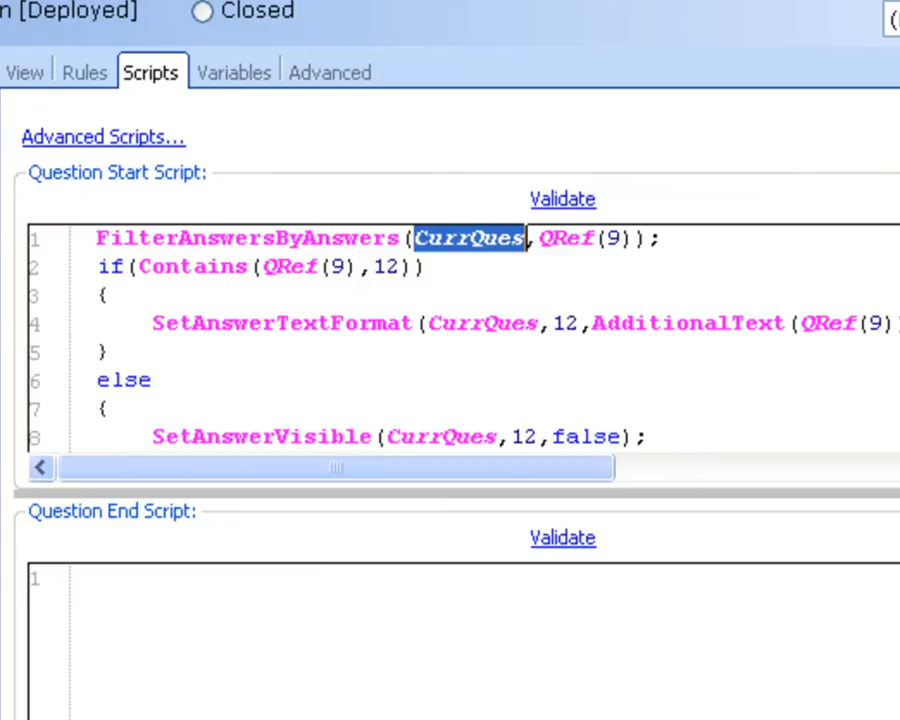 n [Deployed] Closed (
View Rules Scripts Variables Advanced
Advanced Scripts...
Question Start Script:
Validate
1 FilterAnswersByAnswers(CurrQues,QRef(9));
2 if(Contains(QRef(9),12))
3 {
4 SetAnswerTextFormat(CurrQues,12,AdditionalText(QRef(9)
5 }
6 else
7 {
8 SetAnswerVisible(CurrQues,12,false);
Question End Script:
Validate
1